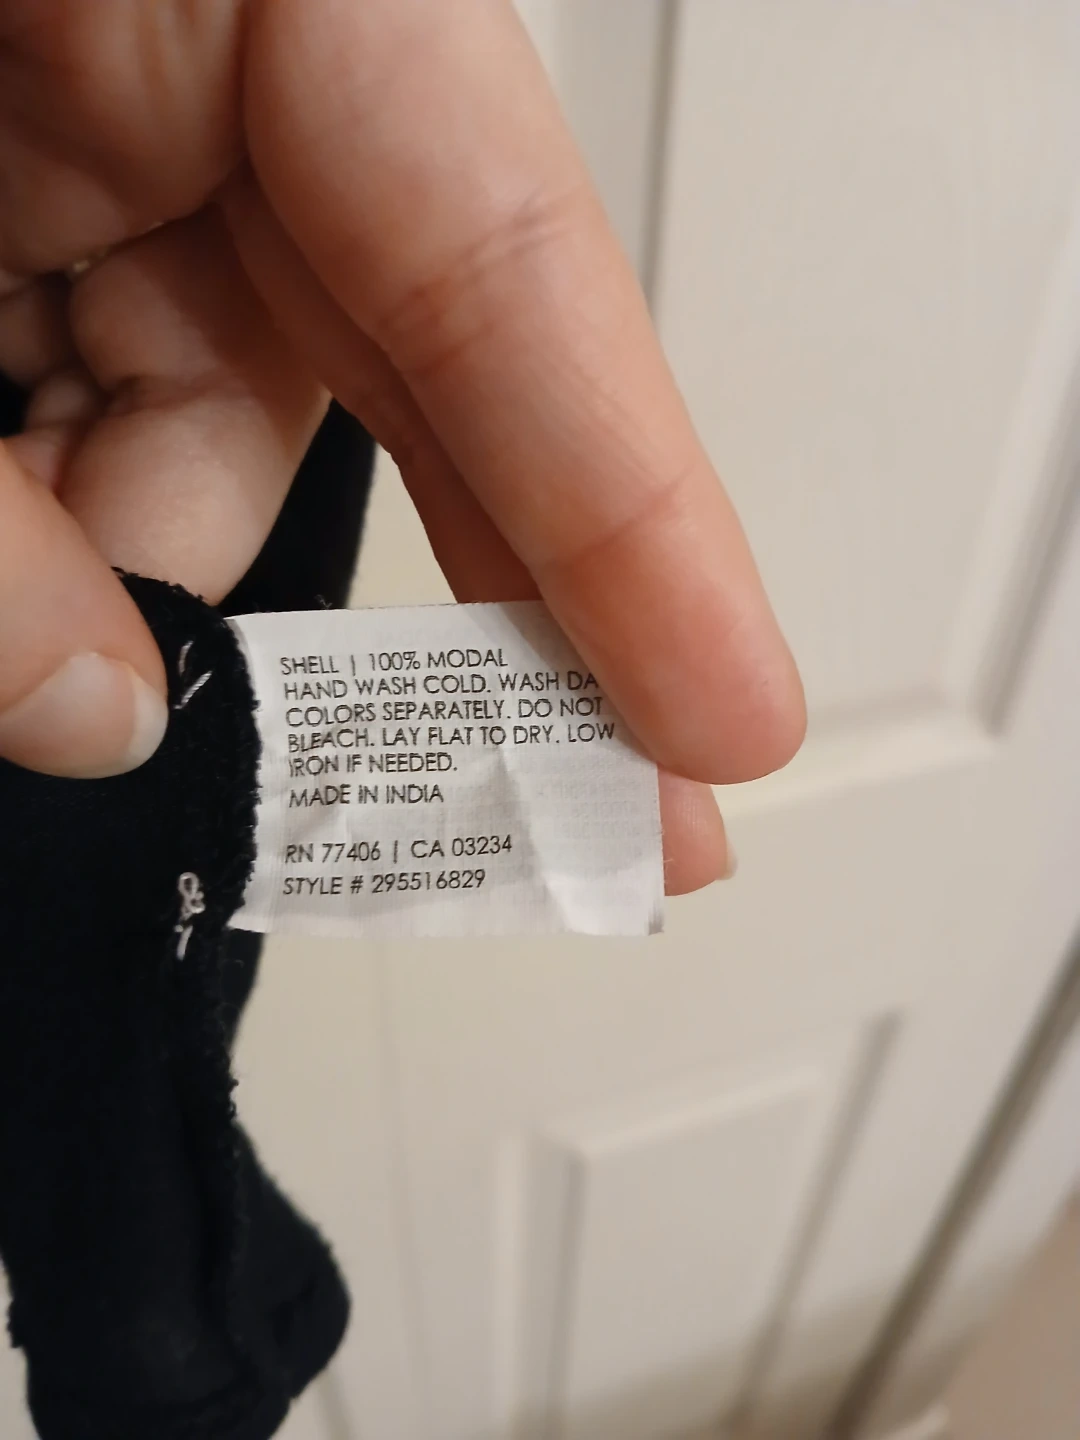 SHELL | 100% MODAL
HAND WASH COLD. WASH DA
COLORS SEPARATELY. DO NOT
BLEACH. LAY FLAT TO DRY. LOW
IRON IF NEEDED.
MADE IN INDIA
RN 77406 | CA 03234
STYLE # 295516829